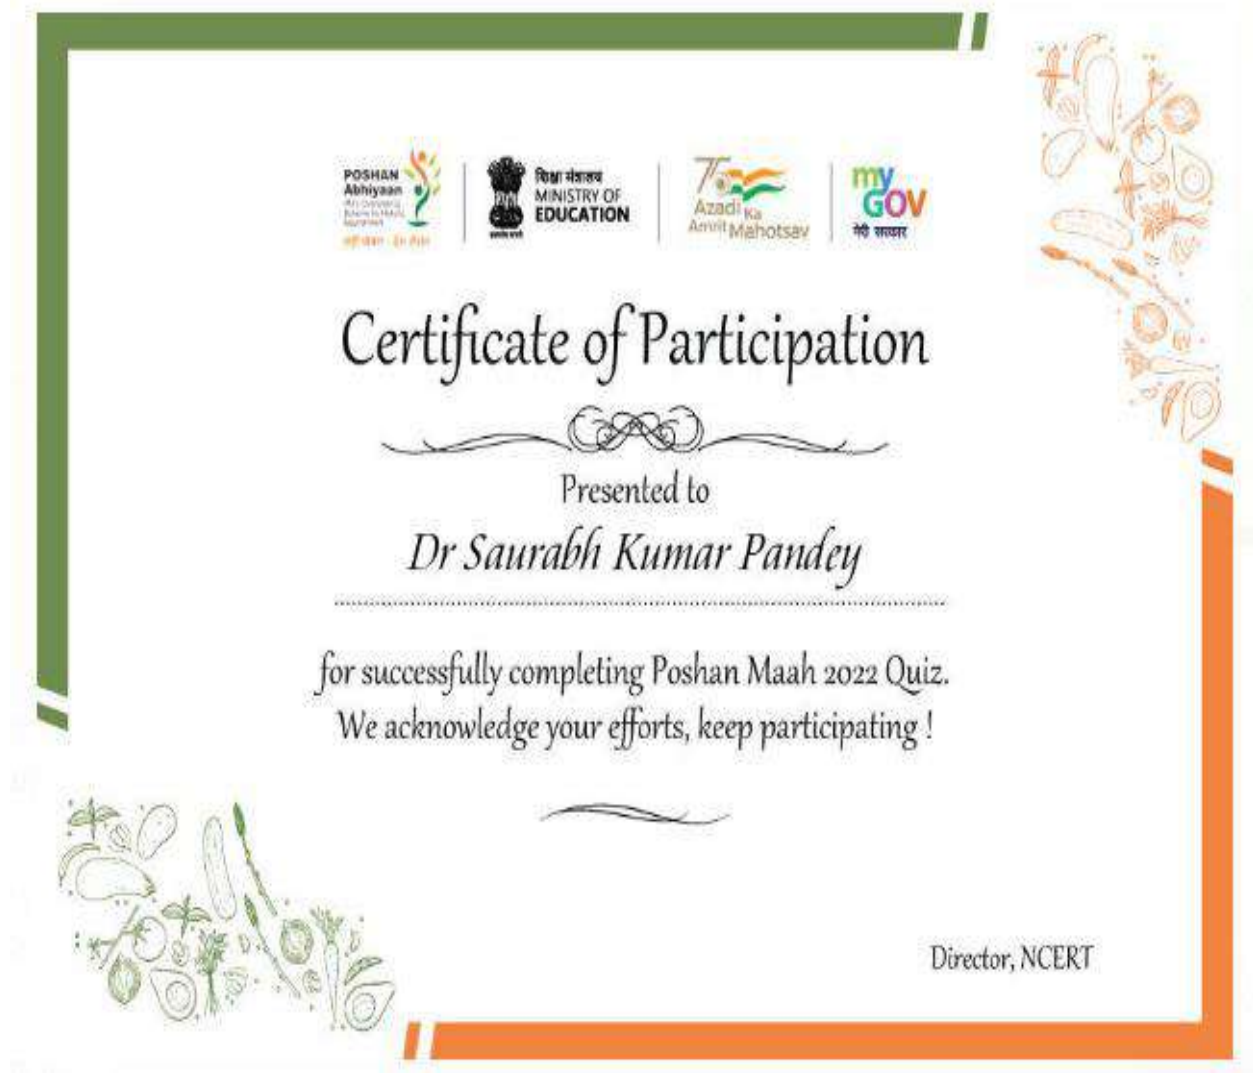 POSHAN
Abhiyaan
शिक्षा मंत्रालय
MINISTRY OF
EDUCATION
75
Azadi Ka
Amrit Mahotsav
my
GOV
मेरी सरकार
Certificate of Participation
Presented to
Dr Saurabh Kumar Pandey
for successfully completing Poshan Maah 2022 Quiz.
We acknowledge your efforts, keep participating !
Director, NCERT